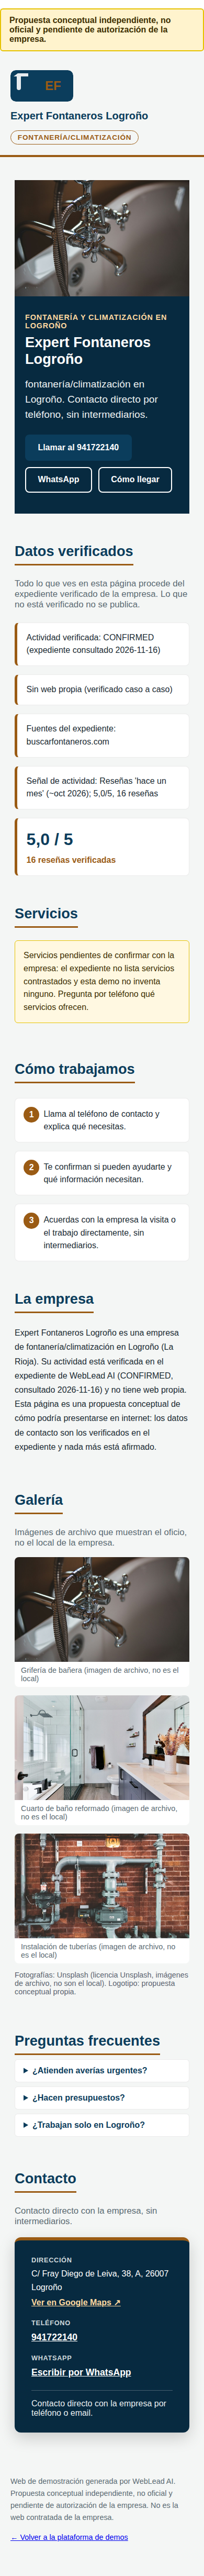 Propuesta conceptual independiente, no
oficial y pendiente de autorización de la
empresa.
EF
Expert Fontaneros Logroño
FONTANERÍA/CLIMATIZACIÓN
FONTANERÍA Y CLIMATIZACIÓN EN
LOGROÑO
Expert Fontaneros
Logroño
fontanería/climatización en
Logroño. Contacto directo por
teléfono, sin intermediarios.
Llamar al 941722140
WhatsApp
Cómo llegar
Datos verificados
Todo lo que ves en esta página procede del
expediente verificado de la empresa. Lo que
no está verificado no se publica.
Actividad verificada: CONFIRMED
(expediente consultado 2026-11-16)
Sin web propia (verificado caso a caso)
Fuentes del expediente:
buscarfontaneros.com
Señal de actividad: Reseñas 'hace un
mes' (~oct 2026); 5,0/5, 16 reseñas
5,0 / 5
16 reseñas verificadas
Servicios
Servicios pendientes de confirmar con la
empresa: el expediente no lista servicios
contrastados y esta demo no inventa
ninguno. Pregunta por teléfono qué
servicios ofrecen.
Cómo trabajamos
1 Llama al teléfono de contacto y
explica qué necesitas.
2 Te confirman si pueden ayudarte y
qué información necesitan.
3 Acuerdas con la empresa la visita o
el trabajo directamente, sin
intermediarios.
La empresa
Expert Fontaneros Logroño es una empresa
de fontanería/climatización en Logroño (La
Rioja). Su actividad está verificada en el
expediente de WebLead AI (CONFIRMED,
consultado 2026-11-16) y no tiene web propia.
Esta página es una propuesta conceptual de
cómo podría presentarse en internet: los datos
de contacto son los verificados en el
expediente y nada más está afirmado.
Galería
Imágenes de archivo que muestran el oficio,
no el local de la empresa.
Grifería de bañera (imagen de archivo, no es el
local)
Cuarto de baño reformado (imagen de archivo,
no es el local)
Instalación de tuberías (imagen de archivo, no
es el local)
Fotografías: Unsplash (licencia Unsplash, imágenes
de archivo, no son el local). Logotipo: propuesta
conceptual propia.
Preguntas frecuentes
¿Atienden averías urgentes?
¿Hacen presupuestos?
¿Trabajan solo en Logroño?
Contacto
Contacto directo con la empresa, sin
intermediarios.
DIRECCIÓN
C/ Fray Diego de Leiva, 38, A, 26007
Logroño
Ver en Google Maps ↗
TELÉFONO
941722140
WHATSAPP
Escribir por WhatsApp
Contacto directo con la empresa por
teléfono o email.
Web de demostración generada por WebLead AI.
Propuesta conceptual independiente, no oficial y
pendiente de autorización de la empresa. No es la
web contratada de la empresa.
← Volver a la plataforma de demos